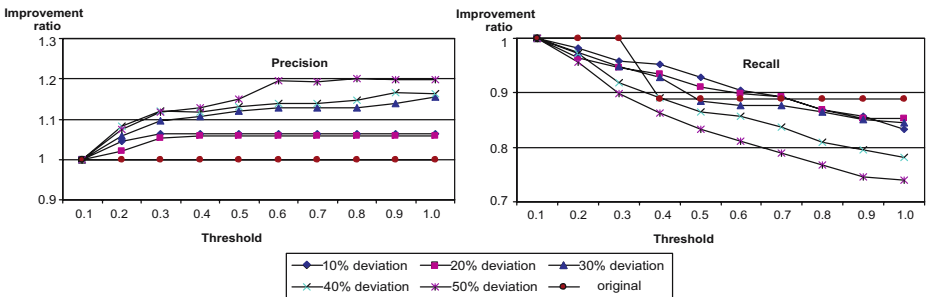 Improvement
ratio
1.3
1.2
1.1
1
0.9
Precision
0.1 0.2 0.3 0.4 0.5 0.6 0.7 0.8 0.9 1.0
Threshold
Improvement
ratio
1
0.9
0.8
0.7
Recall
0.1 0.2 0.3 0.4 0.5 0.6 0.7 0.8 0.9 1.0
Threshold
10% deviation 20% deviation 30% deviation
40% deviation 50% deviation original